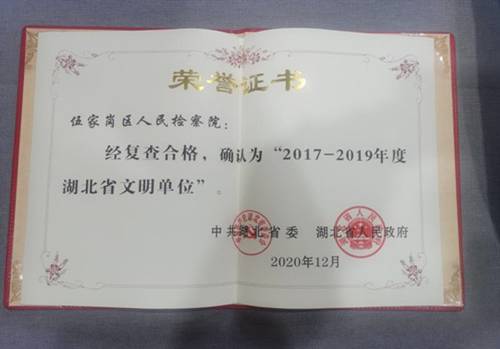 荣誉证书
伍家岗区人民检察院：
经复查合格，确认为“2017-2019年度
湖北省文明单位”。
中共湖北省委 湖北省人民政府
2020年12月